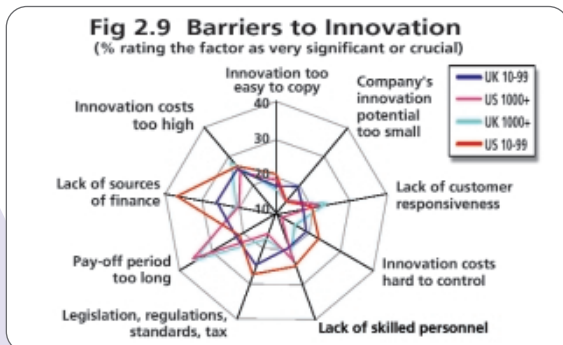 Fig 2.9 Barriers to Innovation
(% rating the factor as very significant or crucial)
Innovation too
easy to copy
Company's
innovation
potential
too small
Lack of customer
responsiveness
Innovation costs
hard to control
Lack of skilled personnel
Legislation, regulations,
standards, tax
Pay-off period
too long
Lack of sources
of finance
Innovation costs
too high
40
30
20
10
UK 10-99
US 1000+
UK 1000+
US 10-99